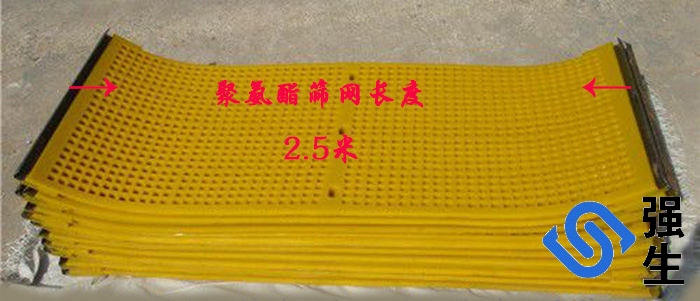 聚氨酯筛网长度
2.5米
强
生